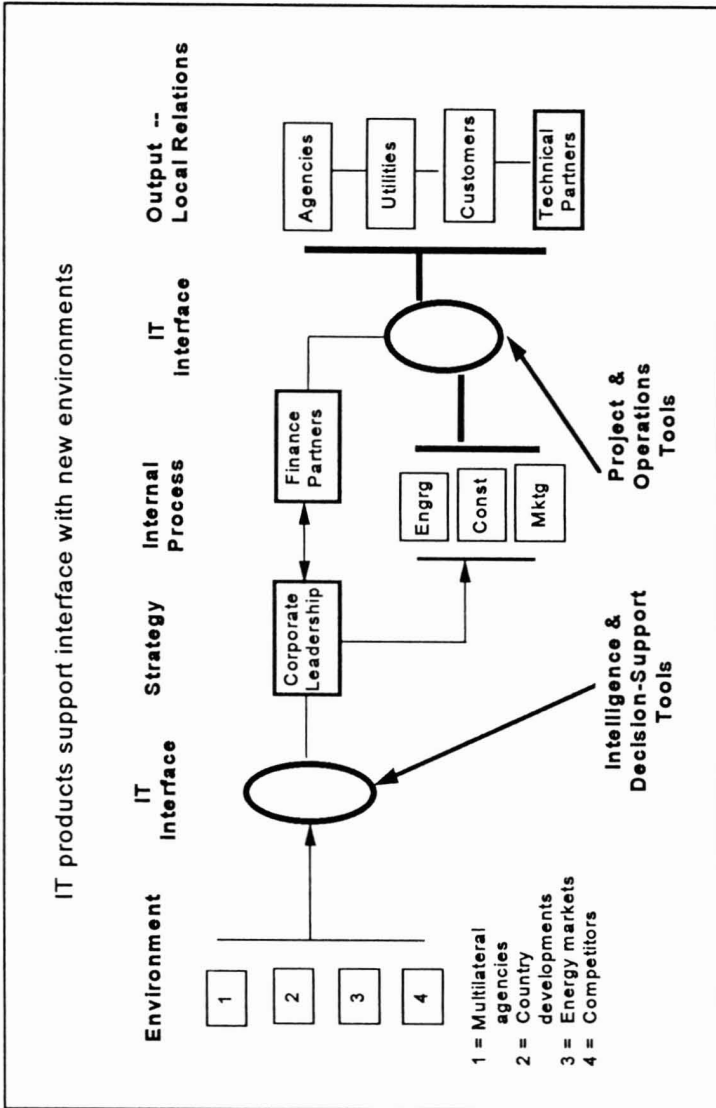 IT products support interface with new environments
Environment
IT
Interface
Strategy
Internal
Process
IT
Interface
Output --
Local Relations
1
2
3
4
Corporate
Leadership
Finance
Partners
Engrg
Const
Mktg
Agencies
Utilities
Customers
Technical
Partners
1 = Multilateral
agencies
2 = Country
developments
3 = Energy markets
4 = Competitors
Intelligence &
Decision-Support
Tools
Project &
Operations
Tools